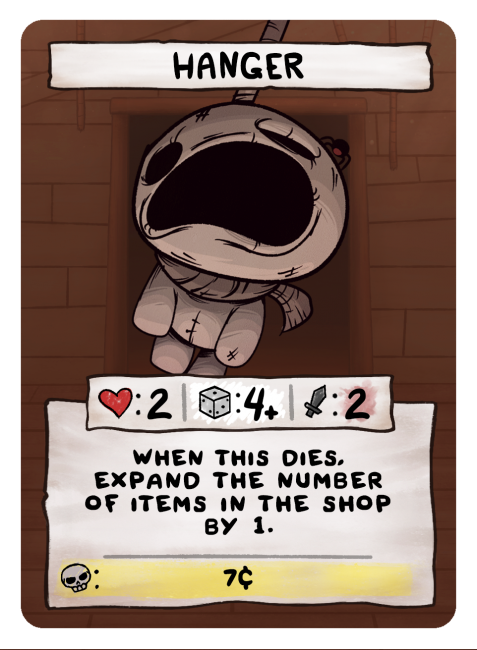 HANGER
:2 :4+ :2
WHEN THIS DIES,
EXPAND THE NUMBER
OF ITEMS IN THE SHOP
BY 1.
: 7¢